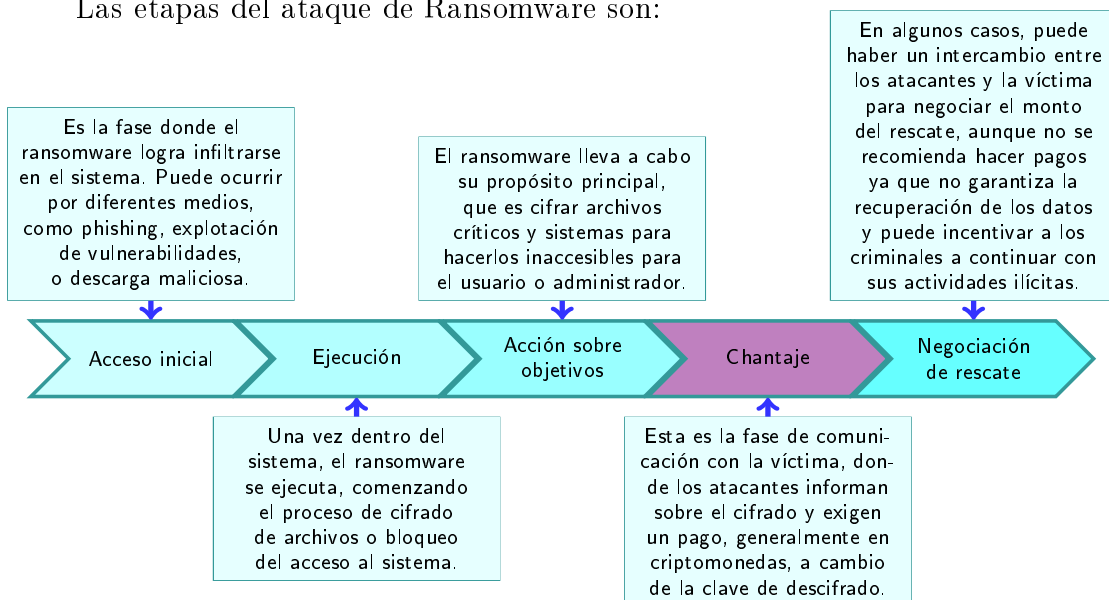 Las etapas del ataque de Ransomware son:
Es la fase donde el
ransomware logra infiltrarse
en el sistema. Puede ocurrir
por diferentes medios,
como phishing, explotación
de vulnerabilidades,
o descarga maliciosa.
El ransomware lleva a cabo
su propósito principal,
que es cifrar archivos
críticos y sistemas para
hacerlos inaccesibles para
el usuario o administrador.
En algunos casos, puede
haber un intercambio entre
los atacantes y la víctima
para negociar el monto
del rescate, aunque no se
recomienda hacer pagos
ya que no garantiza la
recuperación de los datos
y puede incentivar a los
criminales a continuar con
sus actividades ilícitas.
Acceso inicial
Ejecución
Acción sobre
objetivos
Chantaje
Negociación
de rescate
Una vez dentro del
sistema, el ransomware
se ejecuta, comenzando
el proceso de cifrado
de archivos o bloqueo
del acceso al sistema.
Esta es la fase de comuni-
cación con la víctima, don-
de los atacantes informan
sobre el cifrado y exigen
un pago, generalmente en
criptomonedas, a cambio
de la clave de descifrado.